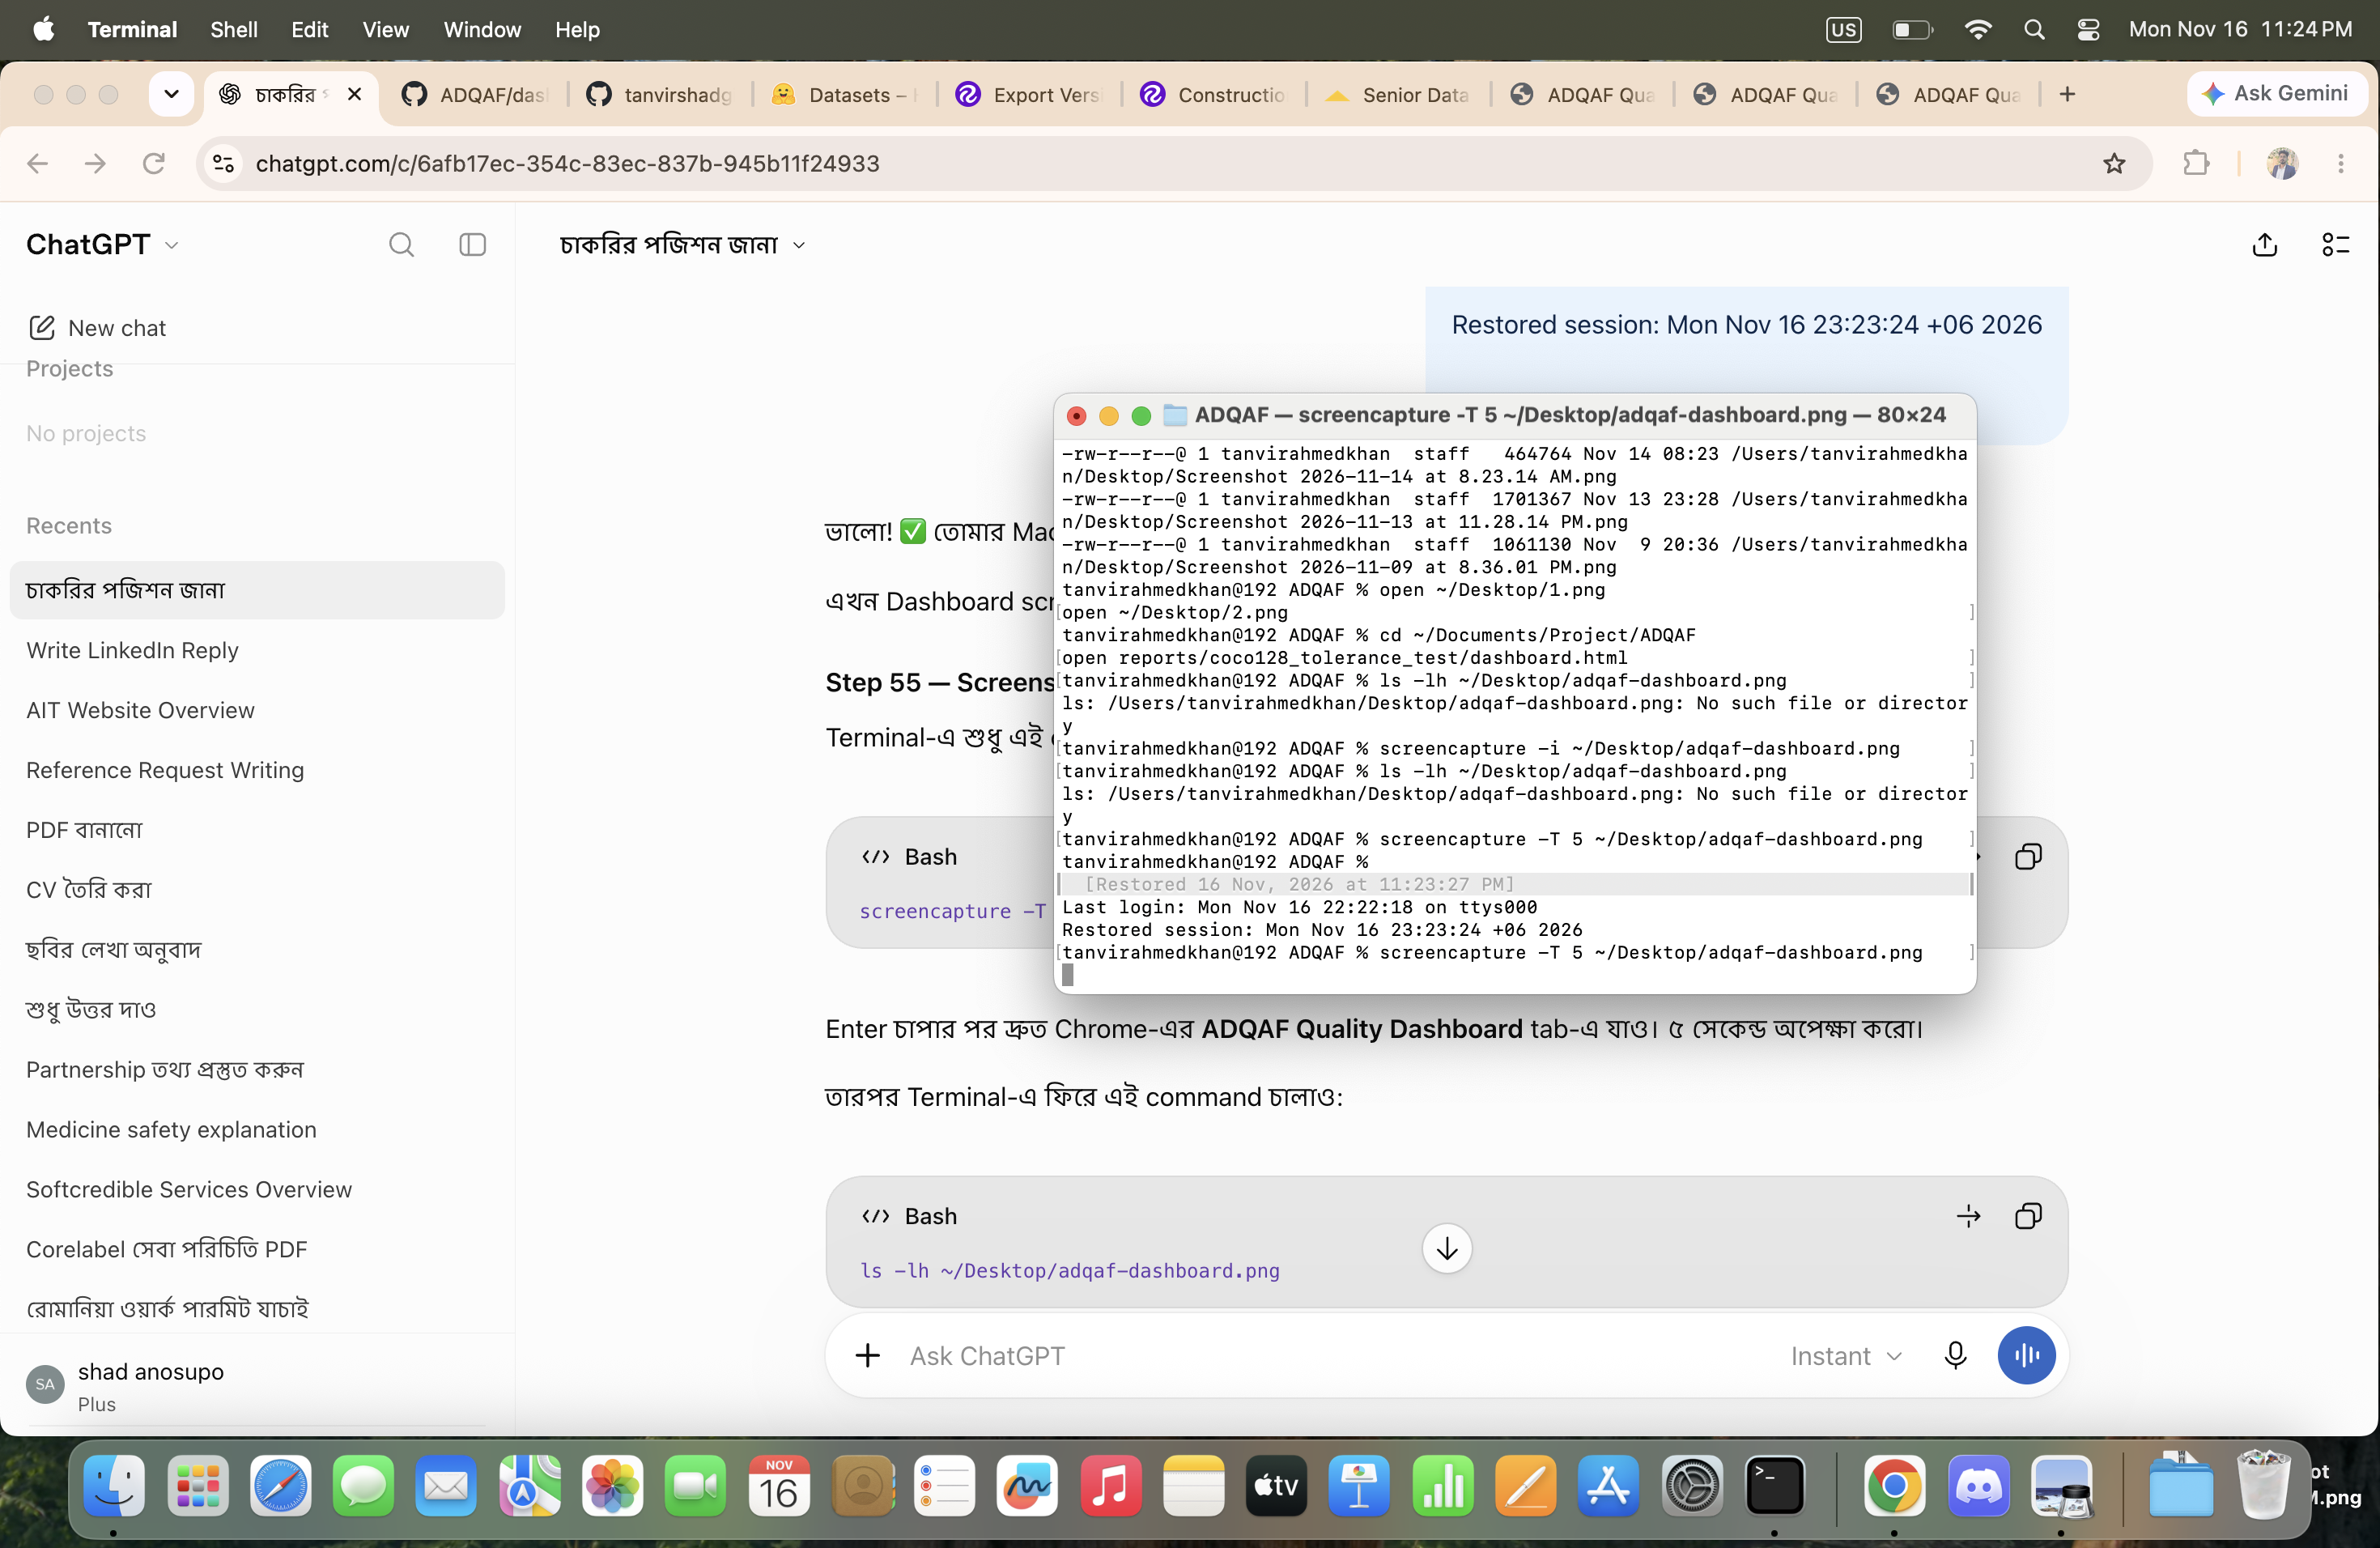 Terminal Shell Edit View Window Help US Mon Nov 16 11:24 PM
চাকরির ADQAF/das tanvirshadg Datasets – Export Vers Constructio Senior Data ADQAF Qua ADQAF Qua ADQAF Qua Ask Gemini
chatgpt.com/c/6afb17ec-354c-83ec-837b-945b11f24933
ChatGPT
New chat
Projects
No projects
Recents
চাকরির পজিশন জানা
Write LinkedIn Reply
AIT Website Overview
Reference Request Writing
PDF বানানো
CV তৈরি করা
ছবির লেখা অনুবাদ
শুধু উত্তর দাও
Partnership তথ্য প্রস্তুত করুন
Medicine safety explanation
Softcredible Services Overview
Corelabel সেবা পরিচিতি PDF
রোমানিয়া ওয়ার্ক পারমিট যাচাই
SA
shad anosupo
Plus
চাকরির পজিশন জানা
Restored session: Mon Nov 16 23:23:24 +06 2026
ভালো! ✅ তোমার Mac
এখন Dashboard scr
Step 55 — Screens
Terminal-এ শুধু এই
Bash
screencapture -T
ADQAF — screencapture -T 5 ~/Desktop/adqaf-dashboard.png — 80×24
-rw-r--r--@ 1 tanvirahmedkhan  staff   464764 Nov 14 08:23 /Users/tanvirahmedkha
n/Desktop/Screenshot 2026-11-14 at 8.23.14 AM.png
-rw-r--r--@ 1 tanvirahmedkhan  staff  1701367 Nov 13 23:28 /Users/tanvirahmedkha
n/Desktop/Screenshot 2026-11-13 at 11.28.14 PM.png
-rw-r--r--@ 1 tanvirahmedkhan  staff  1061130 Nov  9 20:36 /Users/tanvirahmedkha
n/Desktop/Screenshot 2026-11-09 at 8.36.01 PM.png
tanvirahmedkhan@192 ADQAF % open ~/Desktop/1.png
[open ~/Desktop/2.png ]
tanvirahmedkhan@192 ADQAF % cd ~/Documents/Project/ADQAF
[open reports/coco128_tolerance_test/dashboard.html ]
[tanvirahmedkhan@192 ADQAF % ls -lh ~/Desktop/adqaf-dashboard.png ]
ls: /Users/tanvirahmedkhan/Desktop/adqaf-dashboard.png: No such file or director
y
[tanvirahmedkhan@192 ADQAF % screencapture -i ~/Desktop/adqaf-dashboard.png ]
[tanvirahmedkhan@192 ADQAF % ls -lh ~/Desktop/adqaf-dashboard.png ]
ls: /Users/tanvirahmedkhan/Desktop/adqaf-dashboard.png: No such file or director
y
[tanvirahmedkhan@192 ADQAF % screencapture -T 5 ~/Desktop/adqaf-dashboard.png ]
tanvirahmedkhan@192 ADQAF %
[Restored 16 Nov, 2026 at 11:23:27 PM]
Last login: Mon Nov 16 22:22:18 on ttys000
Restored session: Mon Nov 16 23:23:24 +06 2026
[tanvirahmedkhan@192 ADQAF % screencapture -T 5 ~/Desktop/adqaf-dashboard.png ]
Enter চাপার পর দ্রুত Chrome-এর ADQAF Quality Dashboard tab-এ যাও। ৫ সেকেন্ড অপেক্ষা করো।
তারপর Terminal-এ ফিরে এই command চালাও:
Bash
ls -lh ~/Desktop/adqaf-dashboard.png
Ask ChatGPT Instant
NOV
16
tv
ot
M.png